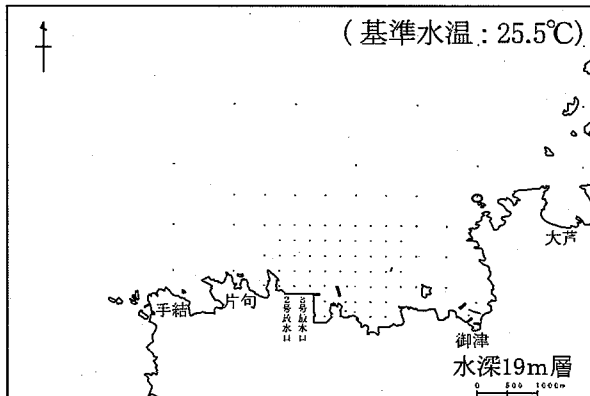 (基準水温:25.5℃)
大芦
手結
片句
2号放水口
3号放水口
御津
水深19m層
0 500 1000m